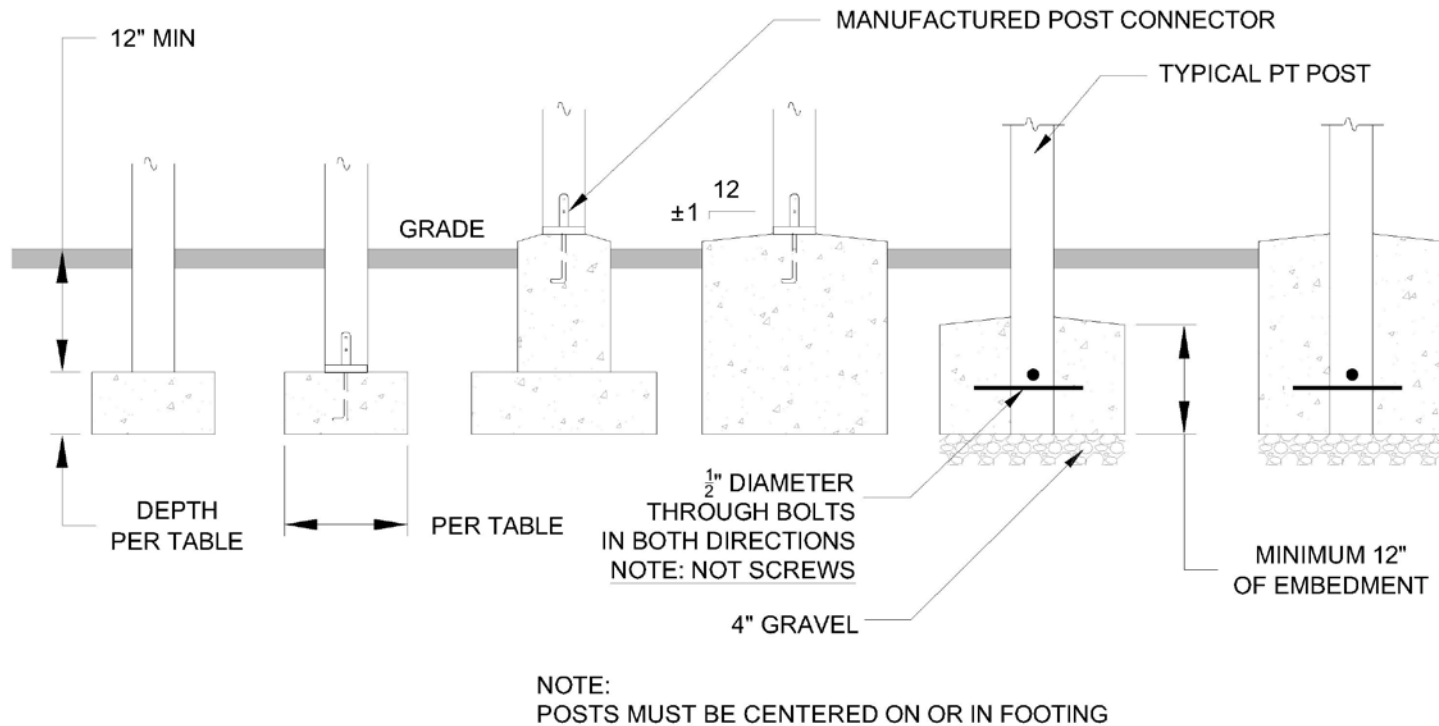 12" MIN
MANUFACTURED POST CONNECTOR
TYPICAL PT POST
12
±1
GRADE
DEPTH
PER TABLE
PER TABLE
½" DIAMETER
THROUGH BOLTS
IN BOTH DIRECTIONS
NOTE: NOT SCREWS
4" GRAVEL
MINIMUM 12"
OF EMBEDMENT
NOTE:
POSTS MUST BE CENTERED ON OR IN FOOTING